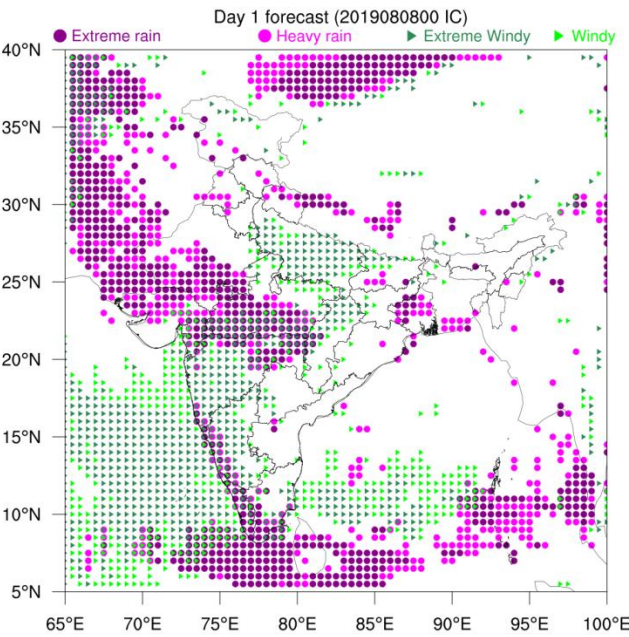 Day 1 forecast (2019080800 IC)
Extreme rain Heavy rain Extreme Windy Windy
40°N
35°N
30°N
25°N
20°N
15°N
10°N
5°N
65°E 70°E 75°E 80°E 85°E 90°E 95°E 100°E